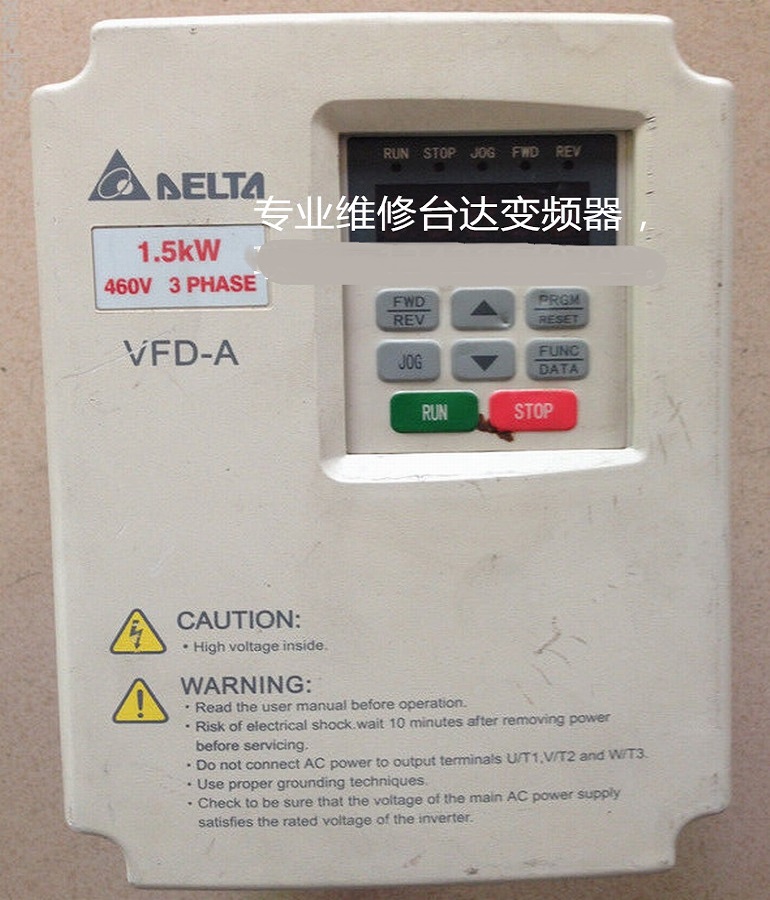 RUN STOP JOG FWD REV
DELTA
专业维修台达变频器，
1.5kW
460V 3 PHASE
VFD-A
FWD
REV
PRGM
RESET
JOG
FUNC
DATA
RUN
STOP
CAUTION:
• High voltage inside.
WARNING:
• Read the user manual before operation.
• Risk of electrical shock.wait 10 minutes after removing power
before servicing.
• Do not connect AC power to output terminals U/T1,V/T2 and W/T3.
• Use proper grounding techniques.
• Check to be sure that the voltage of the main AC power supply
satisfies the rated voltage of the inverter.